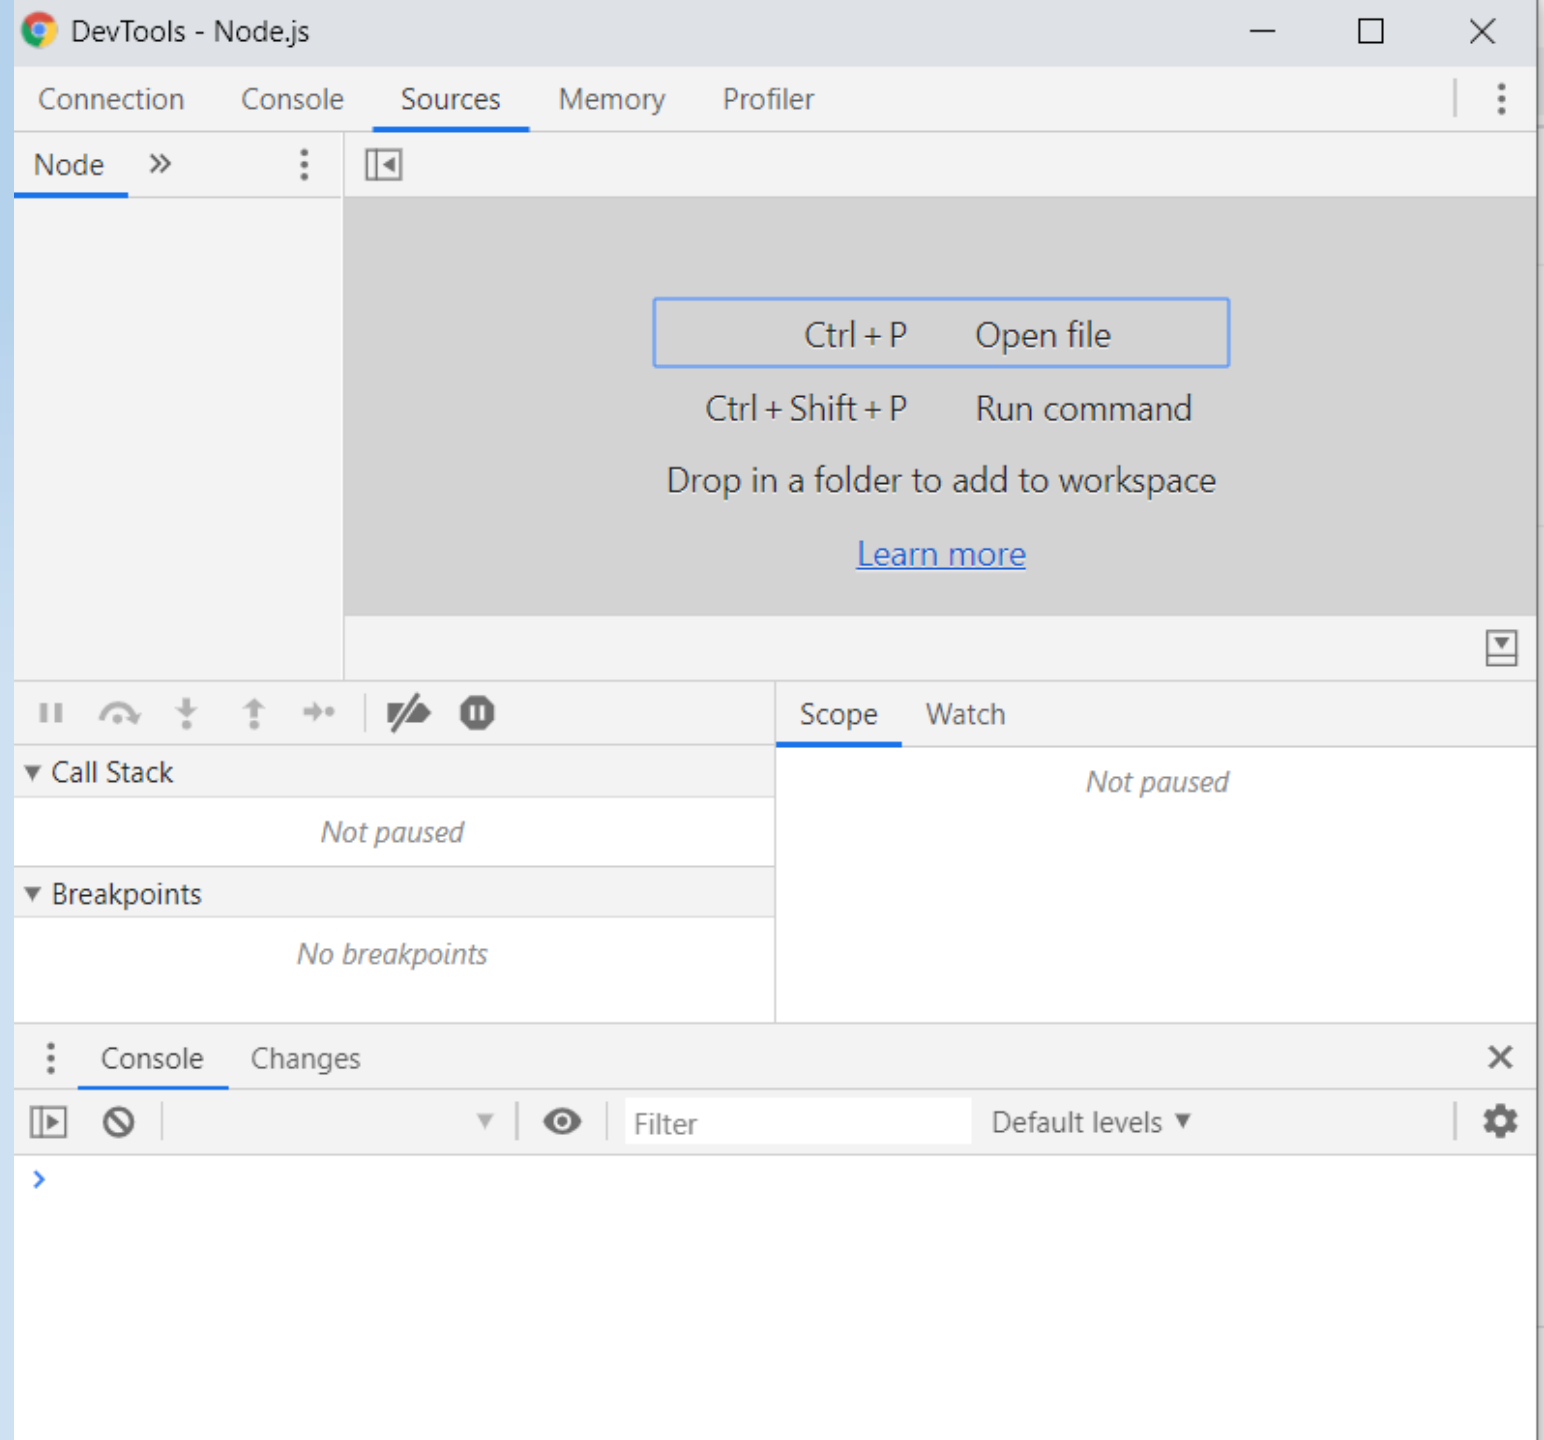 DevTools - Node.js
Connection Console Sources Memory Profiler
Node »
Ctrl + P Open file
Ctrl + Shift + P Run command
Drop in a folder to add to workspace
Learn more
Scope Watch
Call Stack
Not paused
Not paused
Breakpoints
No breakpoints
Console Changes
Filter Default levels ▼